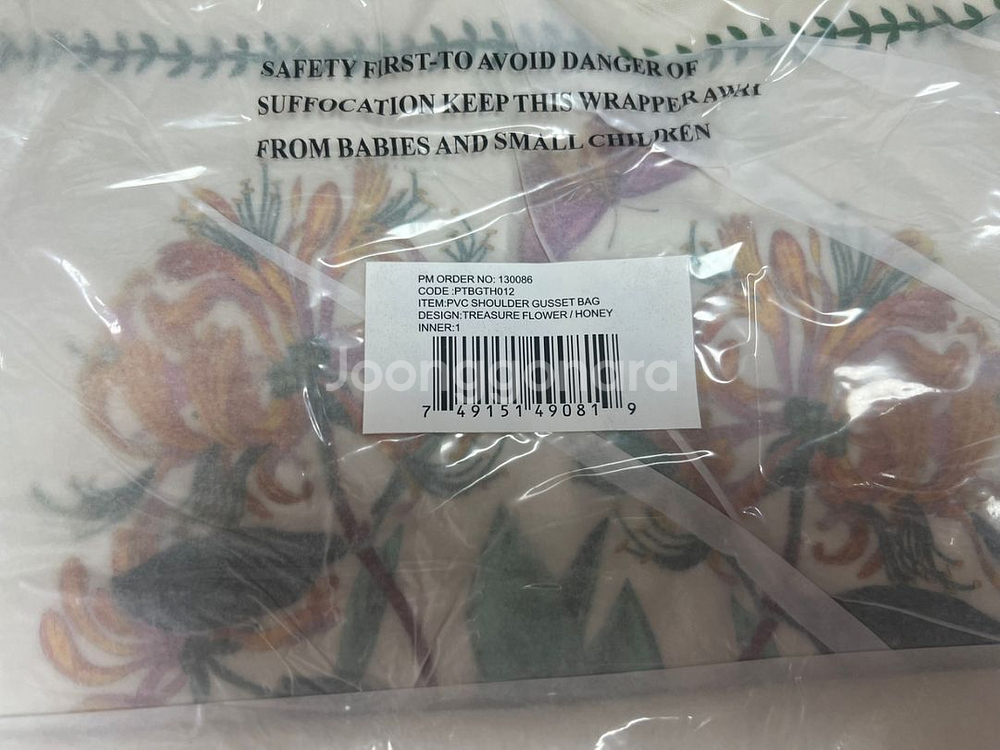 SAFETY FIRST-TO AVOID DANGER OF
SUFFOCATION KEEP THIS WRAPPER AWAY
FROM BABIES AND SMALL CHILDREN
PM ORDER NO: 130086
CODE :PTBGTH012
ITEM:PVC SHOULDER GUSSET BAG
DESIGN:TREASURE FLOWER / HONEY
INNER:1
Joonggonara
7 49151 49081 9